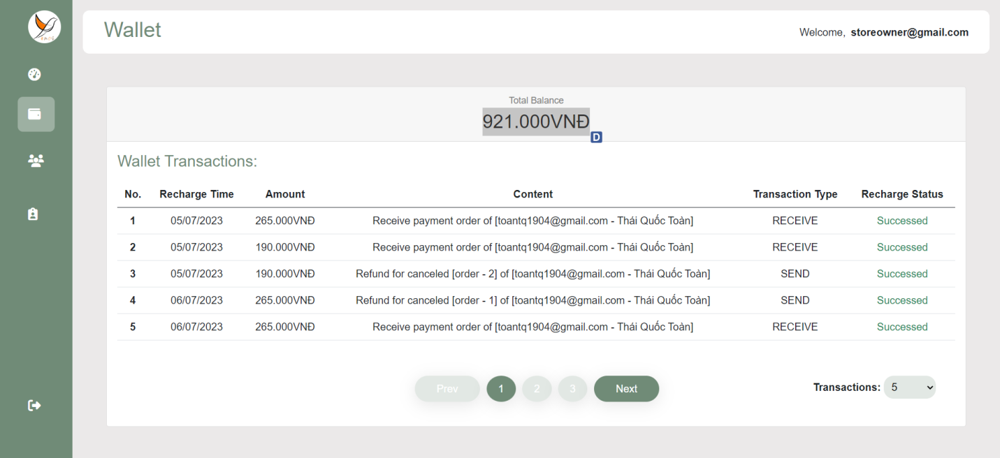 Wallet
Welcome, storeowner@gmail.com
Total Balance
921.000VNĐ
D
Wallet Transactions:
No. Recharge Time Amount Content Transaction Type Recharge Status
1 05/07/2023 265.000VNĐ Receive payment order of [toantq1904@gmail.com - Thái Quốc Toàn] RECEIVE Successed
2 05/07/2023 190.000VNĐ Receive payment order of [toantq1904@gmail.com - Thái Quốc Toàn] RECEIVE Successed
3 05/07/2023 190.000VNĐ Refund for canceled [order - 2] of [toantq1904@gmail.com - Thái Quốc Toàn] SEND Successed
4 06/07/2023 265.000VNĐ Refund for canceled [order - 1] of [toantq1904@gmail.com - Thái Quốc Toàn] SEND Successed
5 06/07/2023 265.000VNĐ Receive payment order of [toantq1904@gmail.com - Thái Quốc Toàn] RECEIVE Successed
Prev 1 2 3 Next Transactions: 5